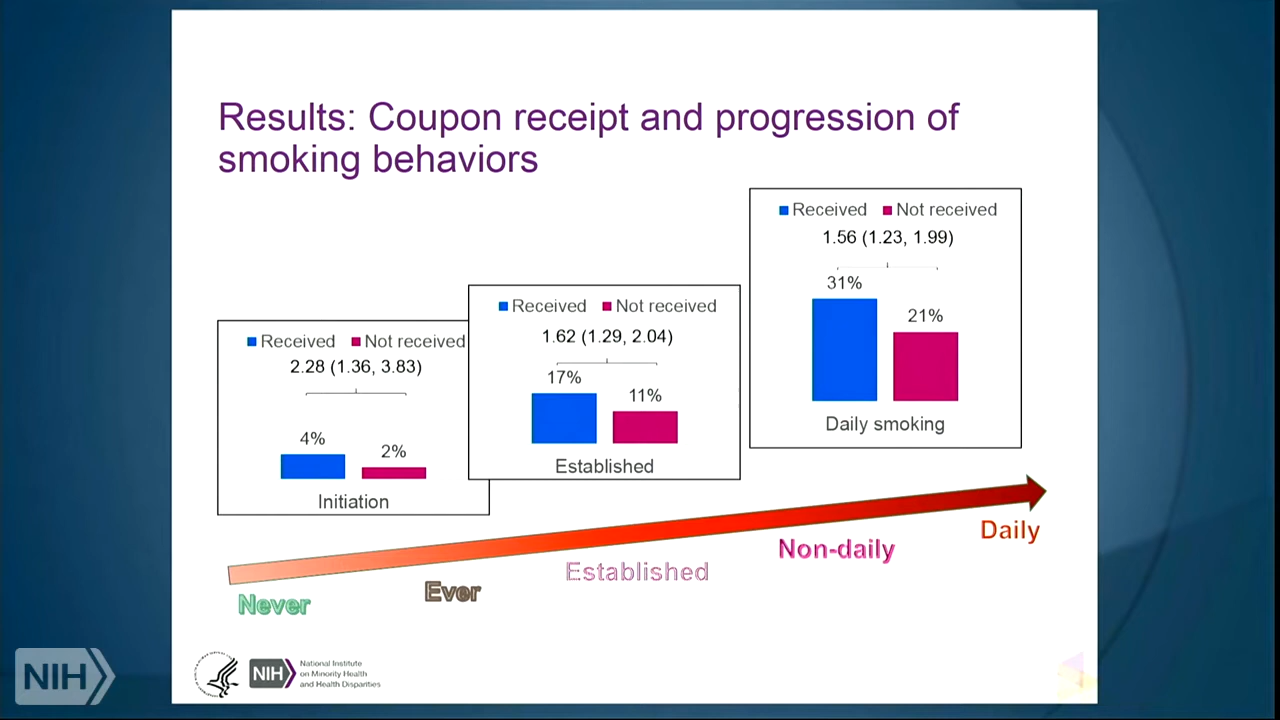 Results: Coupon receipt and progression of
smoking behaviors
Received Not received
1.56 (1.23, 1.99)
31%
21%
Daily smoking
Received Not received
1.62 (1.29, 2.04)
17%
11%
Established
Received Not received
2.28 (1.36, 3.83)
4%
2%
Initiation
Never
Ever
Established
Non-daily
Daily
NIH
National Institute
on Minority Health
and Health Disparities
NIH